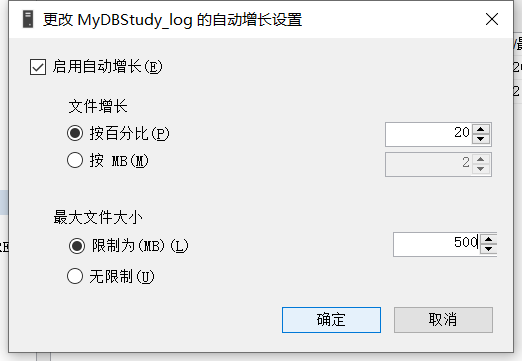 更改 MyDBStudy_log 的自动增长设置
启用自动增长(E)
文件增长
按百分比(P) 20
按 MB(M) 2
最大文件大小
限制为(MB)(L) 500
无限制(U)
确定 取消